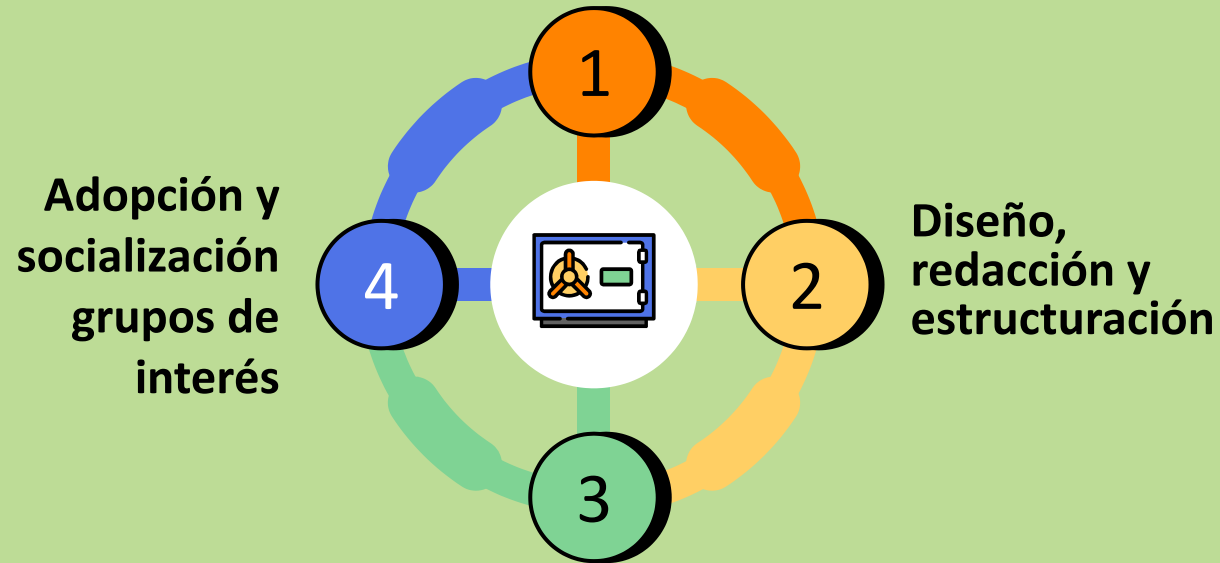 1
Adopción y
socialización
grupos de
interés
4
2
Diseño,
redacción y
estructuración
3